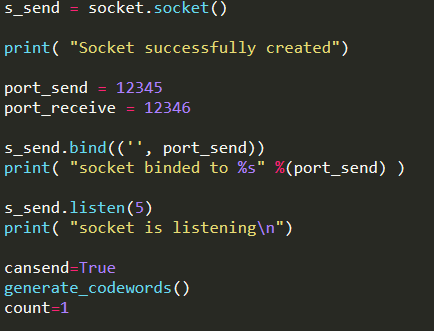 s_send = socket.socket()
print( "Socket successfully created")
port_send = 12345
port_receive = 12346
s_send.bind(('', port_send))
print( "socket binded to %s" %(port_send) )
s_send.listen(5)
print( "socket is listening\n")
cansend=True
generate_codewords()
count=1